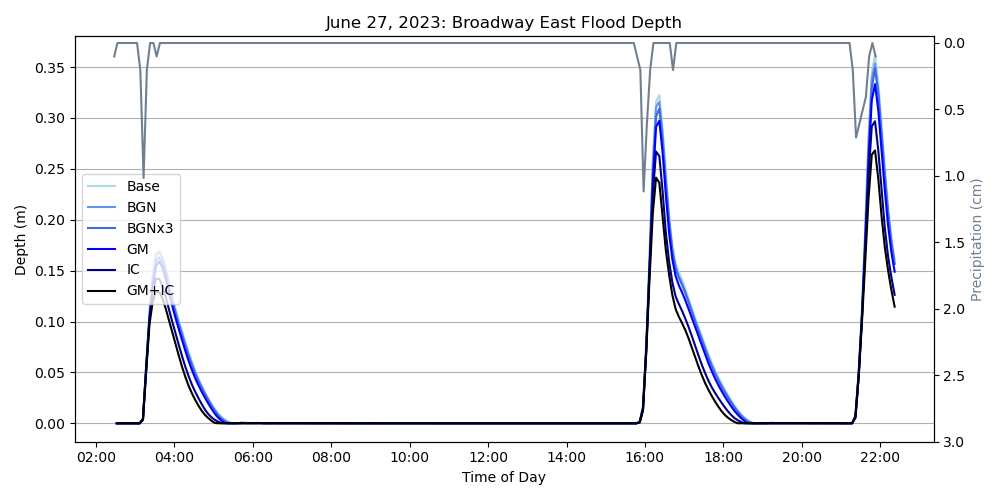 June 27, 2023: Broadway East Flood Depth
0.35
0.30
0.25
0.20
0.15
0.10
0.05
0.00
Depth (m)
Base
BGN
BGNx3
GM
IC
GM+IC
0.0
0.5
1.0
1.5
2.0
2.5
3.0
Precipitation (cm)
02:00 04:00 06:00 08:00 10:00 12:00 14:00 16:00 18:00 20:00 22:00
Time of Day